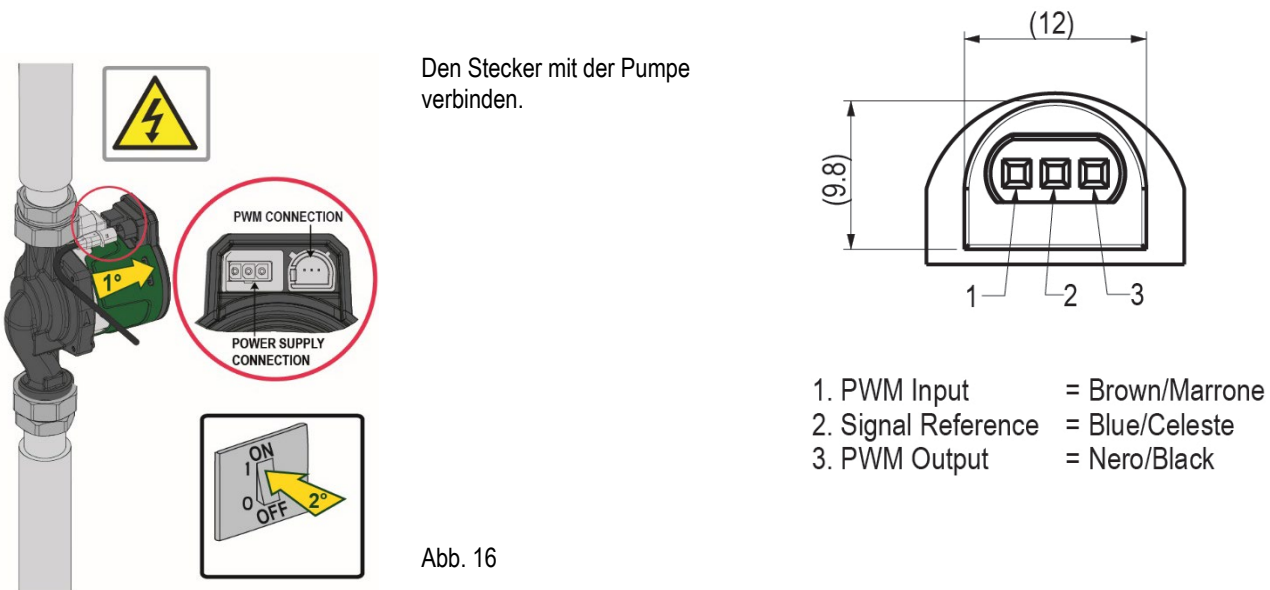 Den Stecker mit der Pumpe
verbinden.
1°
PWM CONNECTION
POWER SUPPLY
CONNECTION
ON
1
0
OFF
2°
Abb. 16
(12)
(9.8)
1
2
3
1. PWM Input = Brown/Marrone
2. Signal Reference = Blue/Celeste
3. PWM Output = Nero/Black